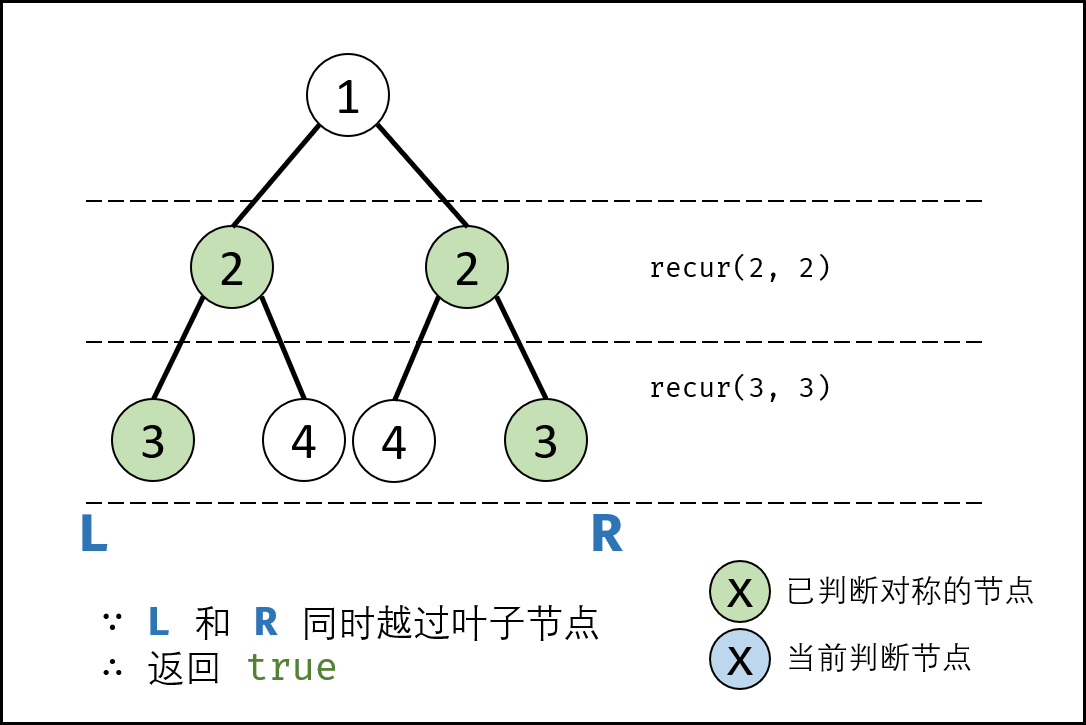 1
2 2 recur(2, 2)
3 4 4 3 recur(3, 3)
L R
∵ L 和 R 同时越过叶子节点
∴ 返回 true
X 已判断对称的节点
X 当前判断节点